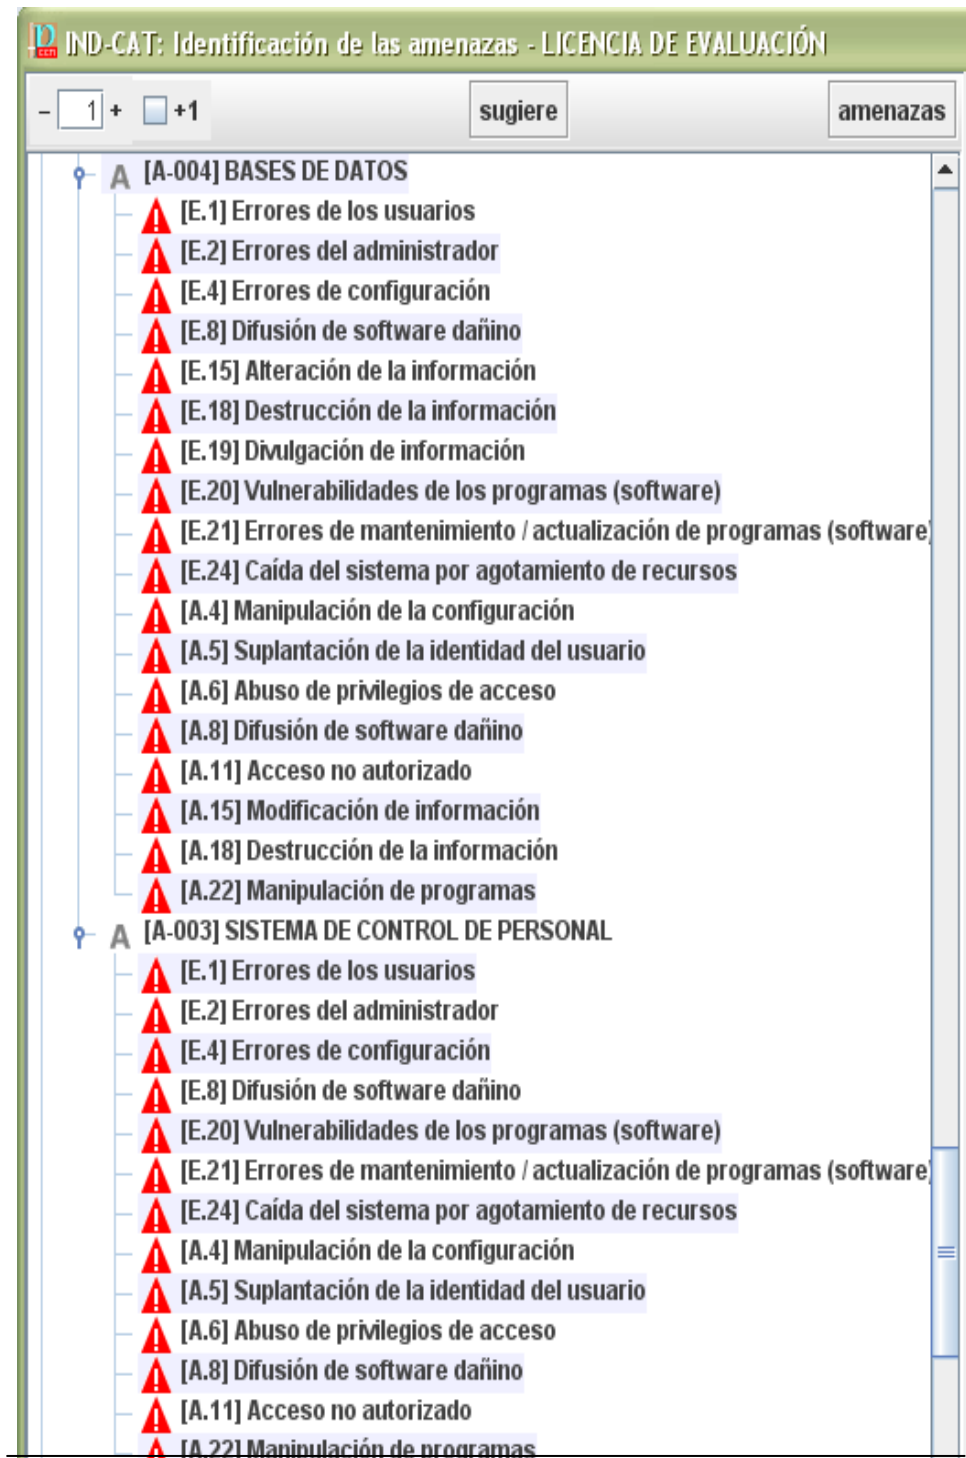 IND-CAT: Identificación de las amenazas - LICENCIA DE EVALUACIÓN
- 1 + +1 sugiere amenazas
A [A-004] BASES DE DATOS
[E.1] Errores de los usuarios
[E.2] Errores del administrador
[E.4] Errores de configuración
[E.8] Difusión de software dañino
[E.15] Alteración de la información
[E.18] Destrucción de la información
[E.19] Divulgación de información
[E.20] Vulnerabilidades de los programas (software)
[E.21] Errores de mantenimiento / actualización de programas (software)
[E.24] Caída del sistema por agotamiento de recursos
[A.4] Manipulación de la configuración
[A.5] Suplantación de la identidad del usuario
[A.6] Abuso de privilegios de acceso
[A.8] Difusión de software dañino
[A.11] Acceso no autorizado
[A.15] Modificación de información
[A.18] Destrucción de la información
[A.22] Manipulación de programas
A [A-003] SISTEMA DE CONTROL DE PERSONAL
[E.1] Errores de los usuarios
[E.2] Errores del administrador
[E.4] Errores de configuración
[E.8] Difusión de software dañino
[E.20] Vulnerabilidades de los programas (software)
[E.21] Errores de mantenimiento / actualización de programas (software)
[E.24] Caída del sistema por agotamiento de recursos
[A.4] Manipulación de la configuración
[A.5] Suplantación de la identidad del usuario
[A.6] Abuso de privilegios de acceso
[A.8] Difusión de software dañino
[A.11] Acceso no autorizado
[A.22] Manipulación de programas